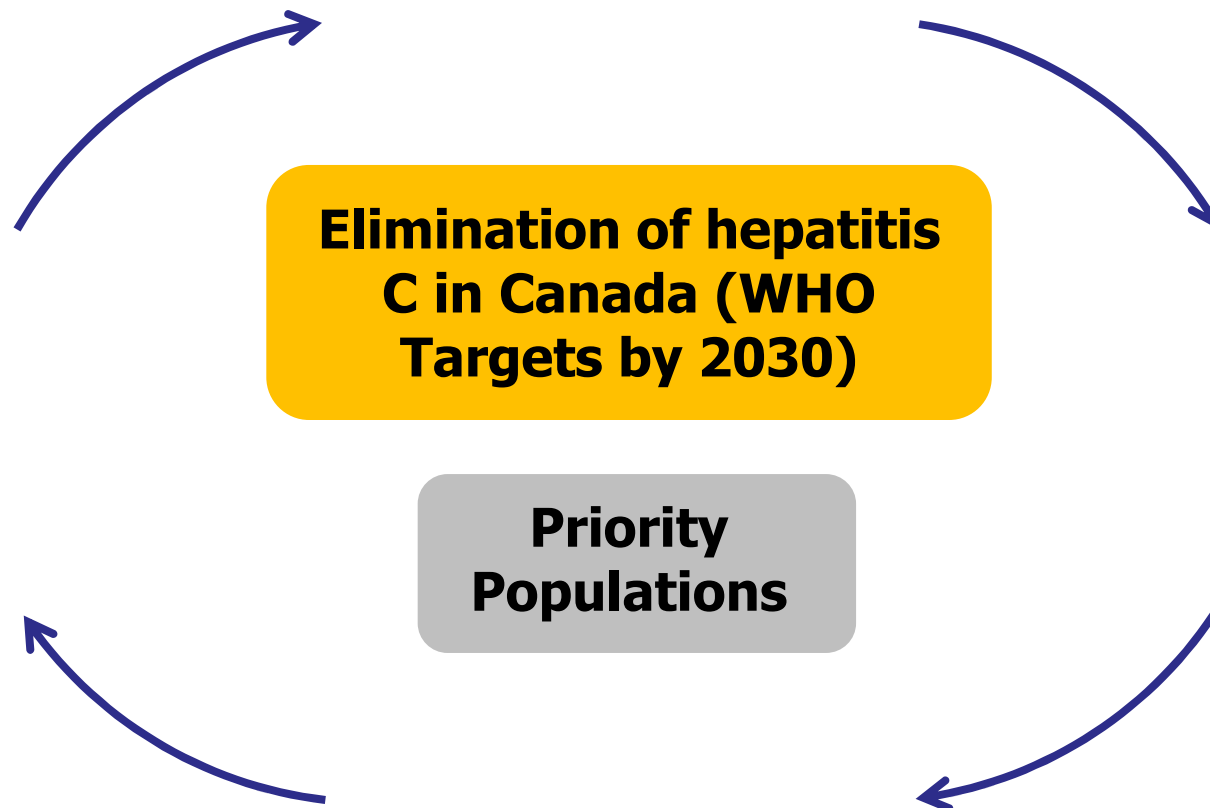 Elimination of hepatitis
C in Canada (WHO
Targets by 2030)
Priority
Populations